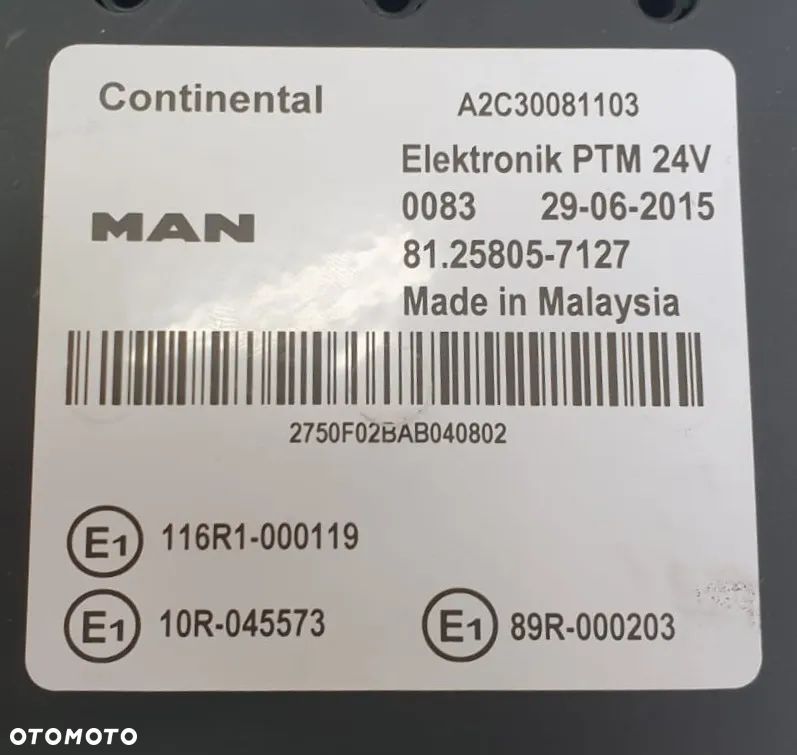 Continental
A2C30081103
Elektronik PTM 24V
MAN
0083 29-06-2015
81.25805-7127
Made in Malaysia
2750F02BAB040802
E1 116R1-000119
E1 10R-045573
E1 89R-000203
OTOMOTO